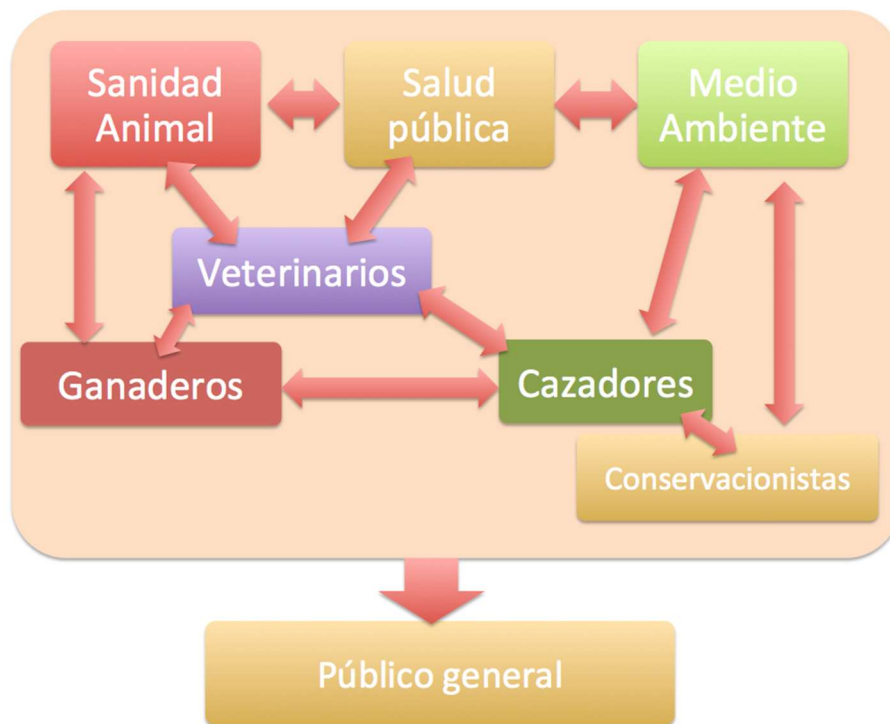 Sanidad
Animal
Salud
pública
Medio
Ambiente
Veterinarios
Ganaderos
Cazadores
Conservacionistas
Público general